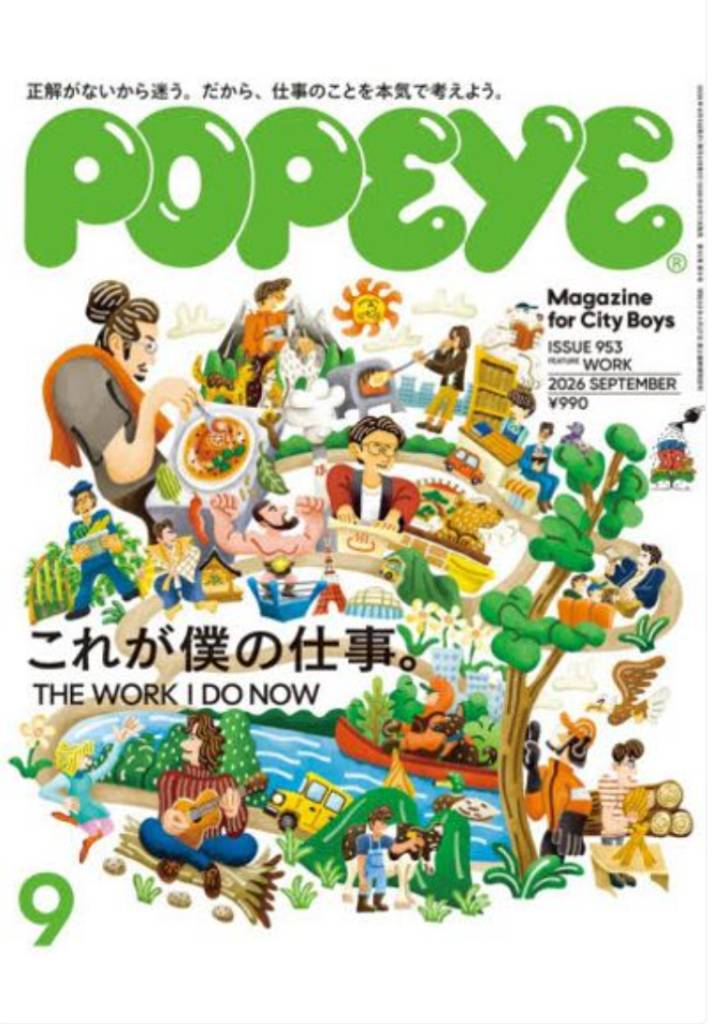 正解がないから迷う。だから、仕事のことを本気で考えよう。
POPEYE®
Magazine
for City Boys
ISSUE 953
FEATURE WORK
2026 SEPTEMBER
¥990
これが僕の仕事。
THE WORK I DO NOW
9